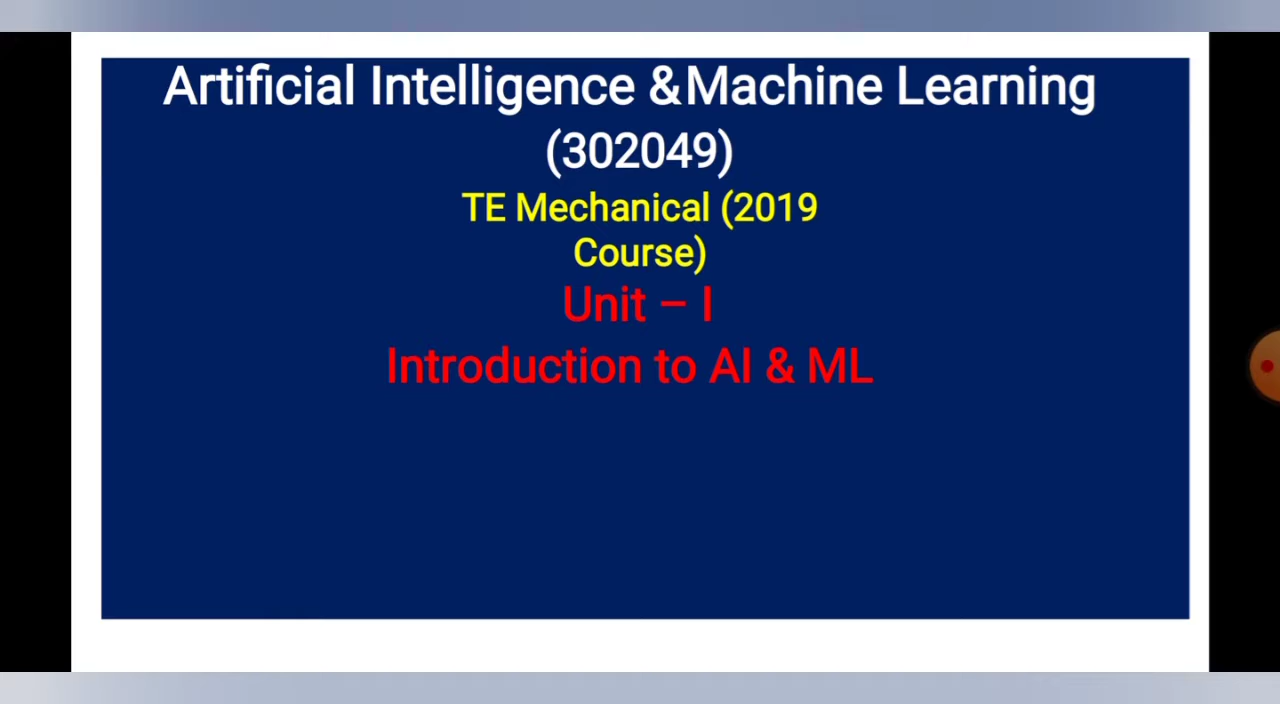 Artificial Intelligence &Machine Learning
(302049)
TE Mechanical (2019
Course)
Unit – I
Introduction to AI & ML